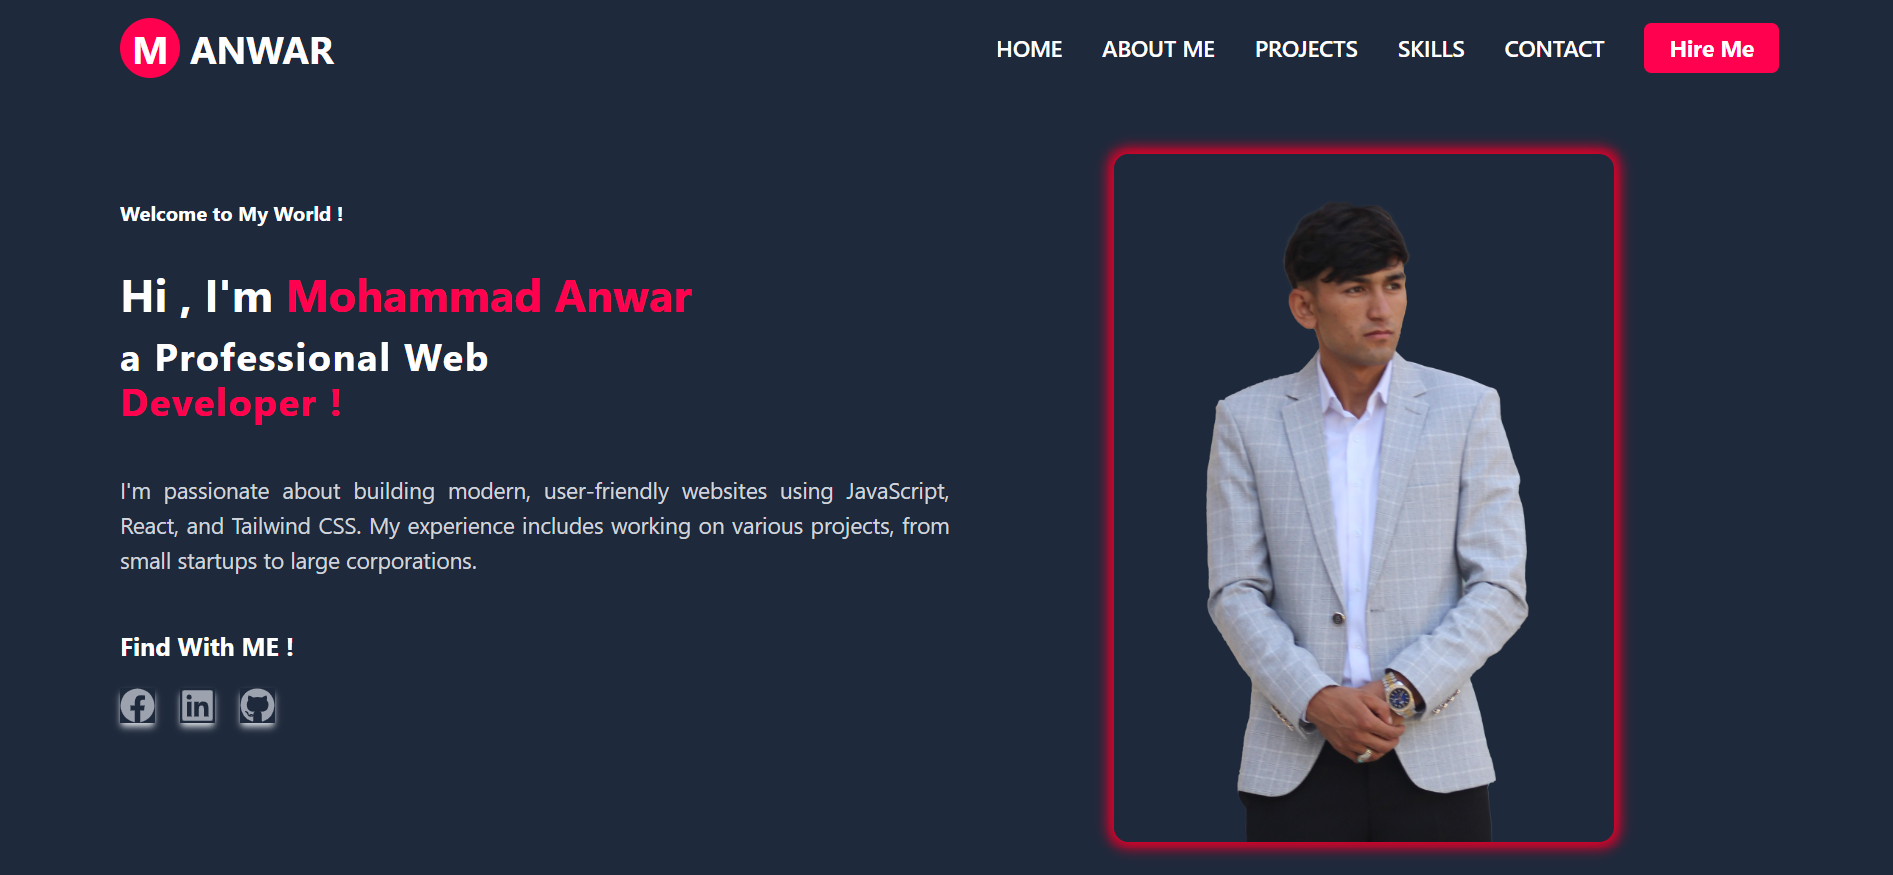 M ANWAR
HOME ABOUT ME PROJECTS SKILLS CONTACT Hire Me
Welcome to My World !
Hi , I'm Mohammad Anwar
a Professional Web
Developer !
I'm passionate about building modern, user-friendly websites using JavaScript,
React, and Tailwind CSS. My experience includes working on various projects, from
small startups to large corporations.
Find With ME !
in